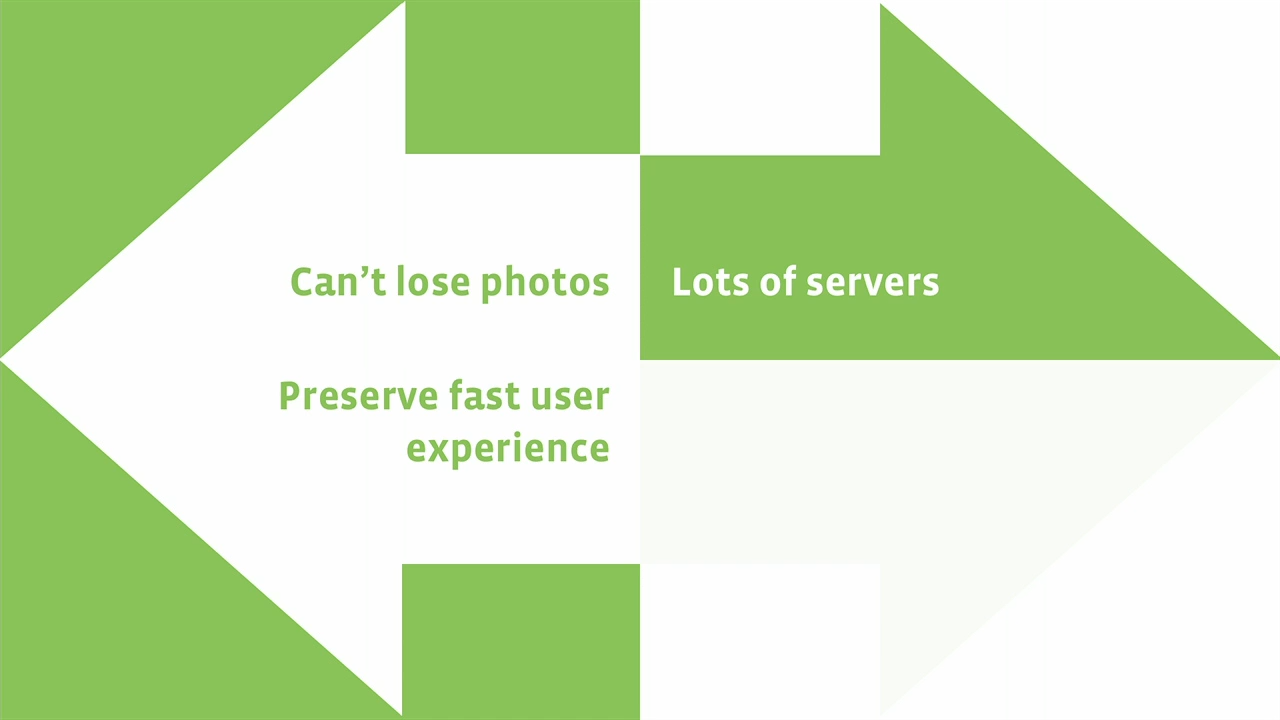 Can’t lose photos
Lots of servers
Preserve fast user
experience